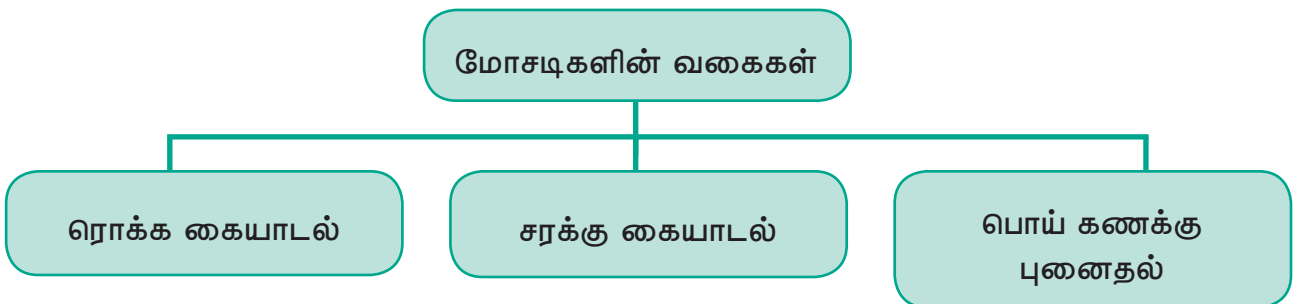 மோசடிகளின் வகைகள்
ரொக்க கையாடல்
சரக்கு கையாடல்
பொய் கணக்கு
புனைதல்